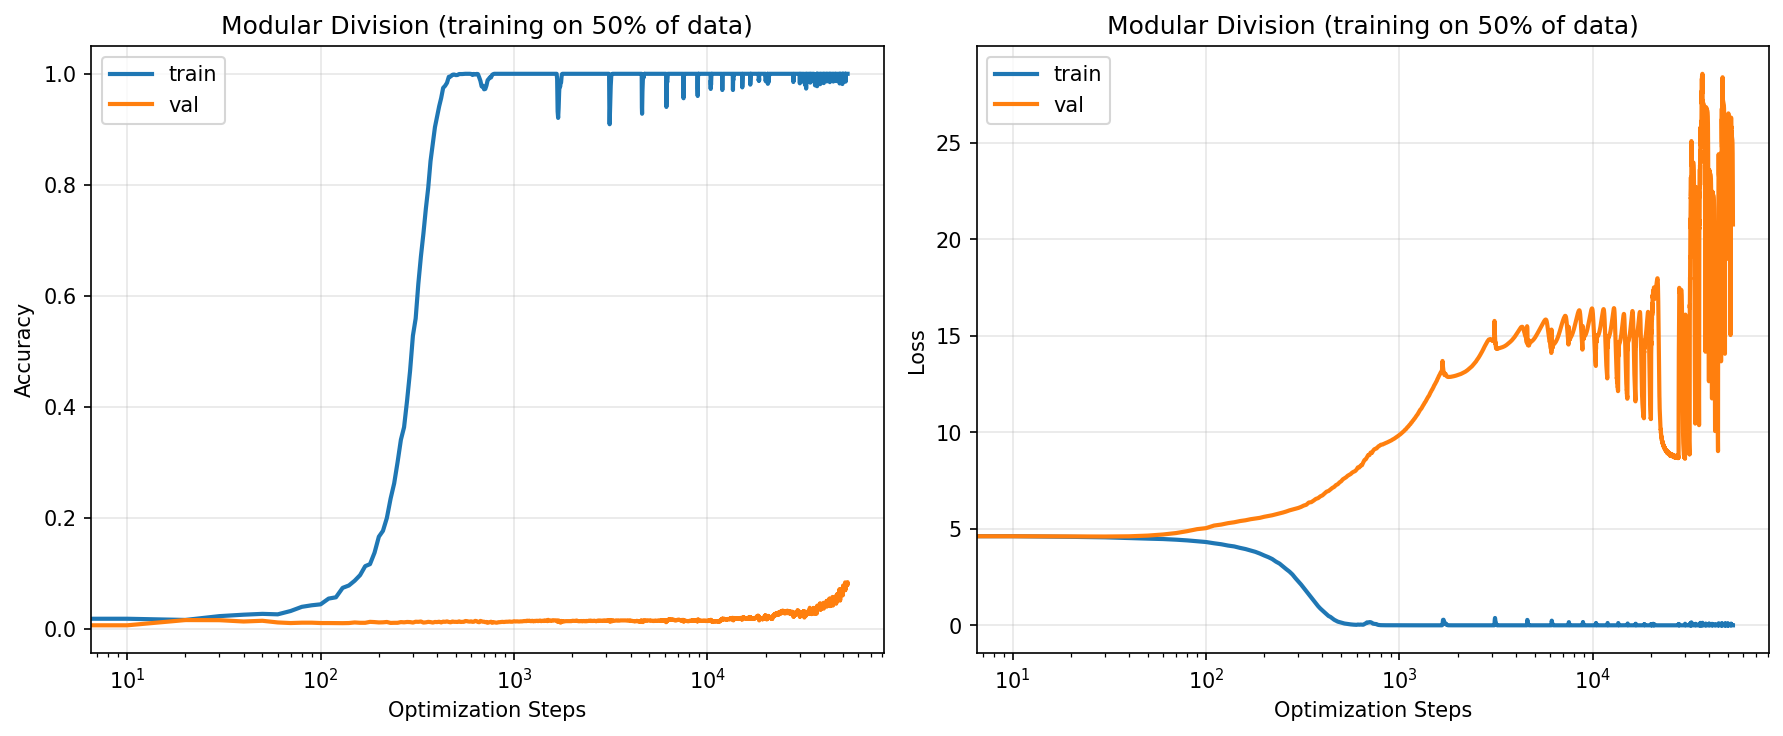 Modular Division (training on 50% of data)
train
val
1.0
0.8
0.6
0.4
0.2
0.0
Accuracy
10¹
10²
10³
10⁴
Optimization Steps
Modular Division (training on 50% of data)
train
val
25
20
15
10
5
0
Loss
10¹
10²
10³
10⁴
Optimization Steps